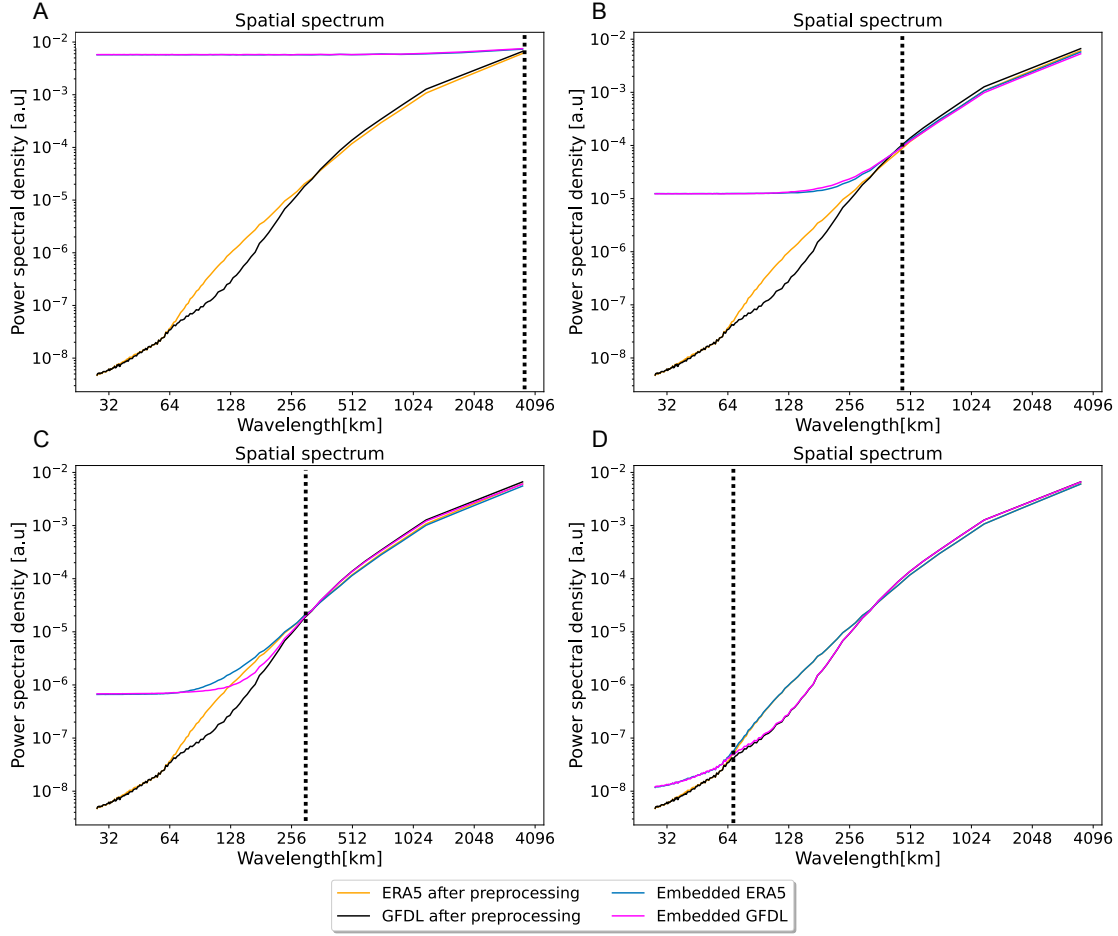 A
Spatial spectrum
Power spectral density [a.u]
10⁻²
10⁻³
10⁻⁴
10⁻⁵
10⁻⁶
10⁻⁷
10⁻⁸
32 64 128 256 512 1024 2048 4096
Wavelength[km]
B
Spatial spectrum
Power spectral density [a.u]
10⁻²
10⁻³
10⁻⁴
10⁻⁵
10⁻⁶
10⁻⁷
10⁻⁸
32 64 128 256 512 1024 2048 4096
Wavelength[km]
C
Spatial spectrum
Power spectral density [a.u]
10⁻²
10⁻³
10⁻⁴
10⁻⁵
10⁻⁶
10⁻⁷
10⁻⁸
32 64 128 256 512 1024 2048 4096
Wavelength[km]
D
Spatial spectrum
Power spectral density [a.u]
10⁻²
10⁻³
10⁻⁴
10⁻⁵
10⁻⁶
10⁻⁷
10⁻⁸
32 64 128 256 512 1024 2048 4096
Wavelength[km]
ERA5 after preprocessing
GFDL after preprocessing
Embedded ERA5
Embedded GFDL